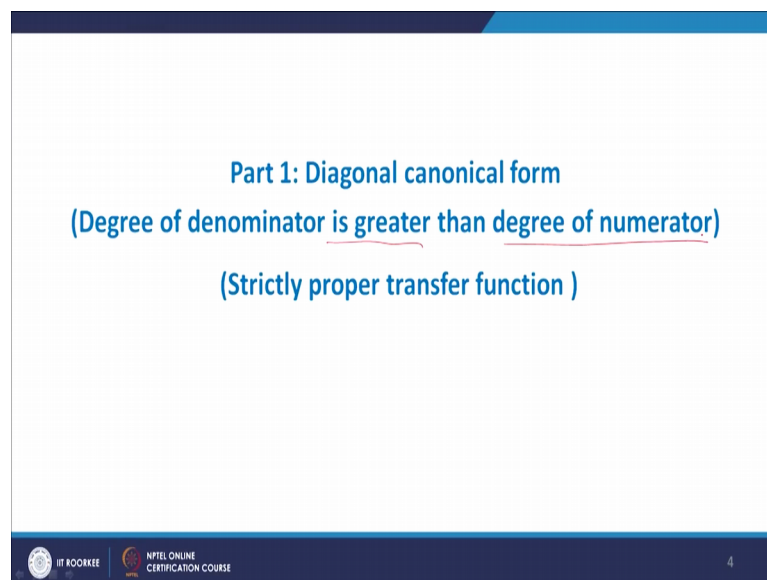 Part 1: Diagonal canonical form
(Degree of denominator is greater than degree of numerator)
(Strictly proper transfer function )
IIT ROORKEE
NPTEL ONLINE
CERTIFICATION COURSE
4